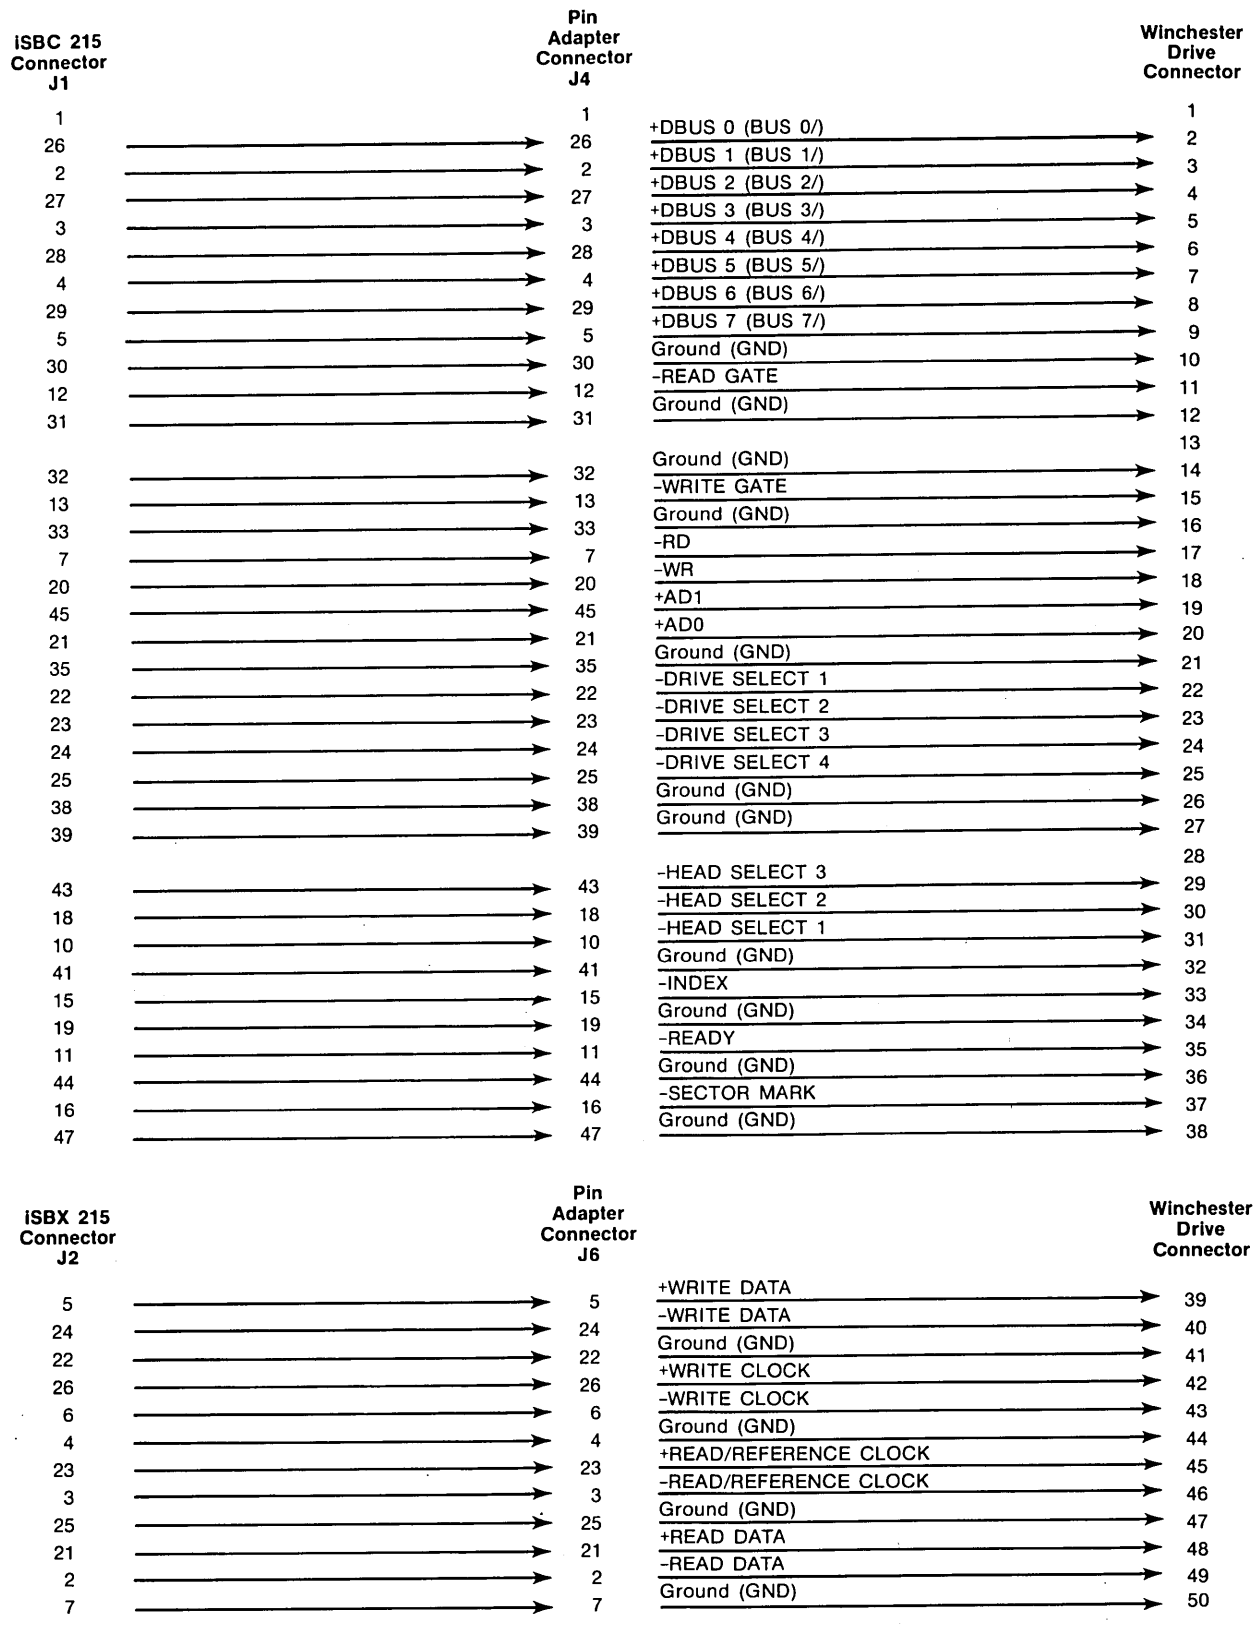 iSBC 215 Connector J1 Pin Adapter Connector J4 Winchester Drive Connector
1 1 1
26 26 +DBUS 0 (BUS 0/) 2
2 2 +DBUS 1 (BUS 1/) 3
27 27 +DBUS 2 (BUS 2/) 4
3 3 +DBUS 3 (BUS 3/) 5
28 28 +DBUS 4 (BUS 4/) 6
4 4 +DBUS 5 (BUS 5/) 7
29 29 +DBUS 6 (BUS 6/) 8
5 5 +DBUS 7 (BUS 7/) 9
30 30 Ground (GND) 10
12 12 -READ GATE 11
31 31 Ground (GND) 12
13
32 32 Ground (GND) 14
13 13 -WRITE GATE 15
33 33 Ground (GND) 16
7 7 -RD 17
20 20 -WR 18
45 45 +AD1 19
21 21 +AD0 20
35 35 Ground (GND) 21
22 22 -DRIVE SELECT 1 22
23 23 -DRIVE SELECT 2 23
24 24 -DRIVE SELECT 3 24
25 25 -DRIVE SELECT 4 25
38 38 Ground (GND) 26
39 39 Ground (GND) 27
28
43 43 -HEAD SELECT 3 29
18 18 -HEAD SELECT 2 30
10 10 -HEAD SELECT 1 31
41 41 Ground (GND) 32
15 15 -INDEX 33
19 19 Ground (GND) 34
11 11 -READY 35
44 44 Ground (GND) 36
16 16 -SECTOR MARK 37
47 47 Ground (GND) 38
iSBX 215 Connector J2 Pin Adapter Connector J6 Winchester Drive Connector
5 5 +WRITE DATA 39
24 24 -WRITE DATA 40
22 22 Ground (GND) 41
26 26 +WRITE CLOCK 42
6 6 -WRITE CLOCK 43
4 4 Ground (GND) 44
23 23 +READ/REFERENCE CLOCK 45
3 3 -READ/REFERENCE CLOCK 46
25 25 Ground (GND) 47
21 21 +READ DATA 48
2 2 -READ DATA 49
7 7 Ground (GND) 50